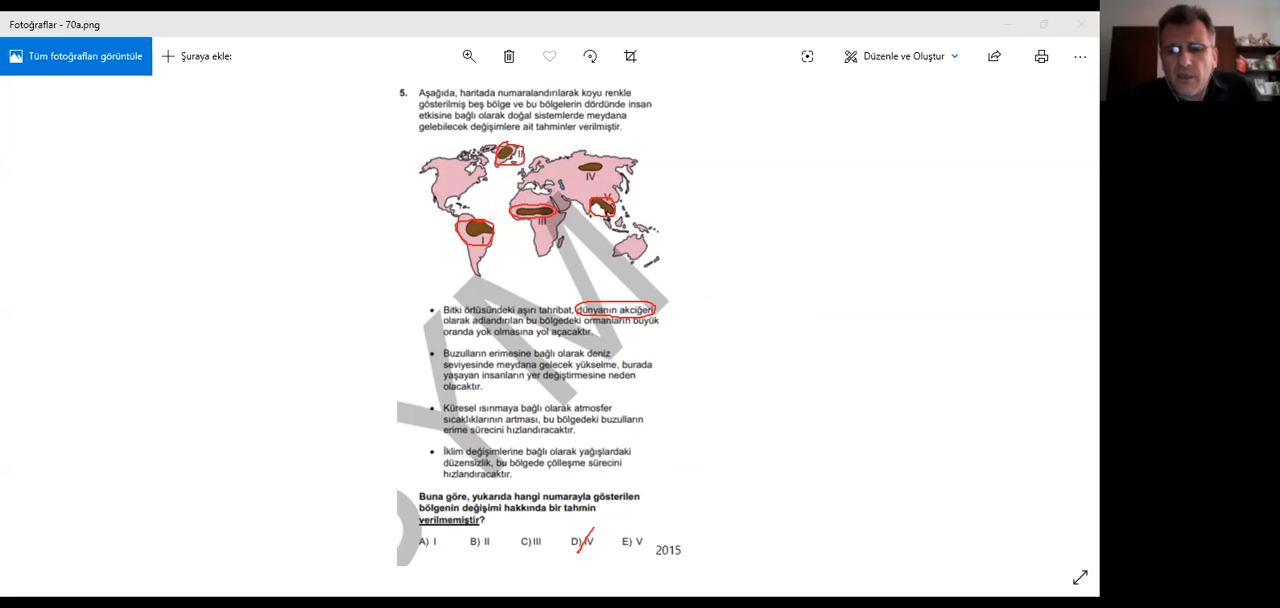 Fotoğraflar - 70a.png
Tüm fotoğrafları görüntüle
Şuraya ekle:
Düzenle ve Oluştur
5. Aşağıda, haritada numaralandırılarak koyu renkle
gösterilmiş beş bölge ve bu bölgelerin dördünde insan
etkisine bağlı olarak doğal sistemlerde meydana
gelebilecek değişimlere ait tahminler verilmiştir.
II
IV
V
III
I
• Bitki örtüsündeki aşırı tahribat, dünyanın akciğeri
olarak adlandırılan bu bölgedeki ormanların büyük
oranda yok olmasına yol açacaktır.
• Buzulların erimesine bağlı olarak deniz
seviyesinde meydana gelecek yükselme, burada
yaşayan insanların yer değiştirmesine neden
olacaktır.
• Küresel ısınmaya bağlı olarak atmosfer
sıcaklıklarının artması, bu bölgedeki buzulların
erime sürecini hızlandıracaktır.
• İklim değişimlerine bağlı olarak yağışlardaki
düzensizlik, bu bölgede çölleşme sürecini
hızlandıracaktır.
Buna göre, yukarıda hangi numarayla gösterilen
bölgenin değişimi hakkında bir tahmin
verilmemiştir?
A) I B) II C) III D) IV E) V
2015